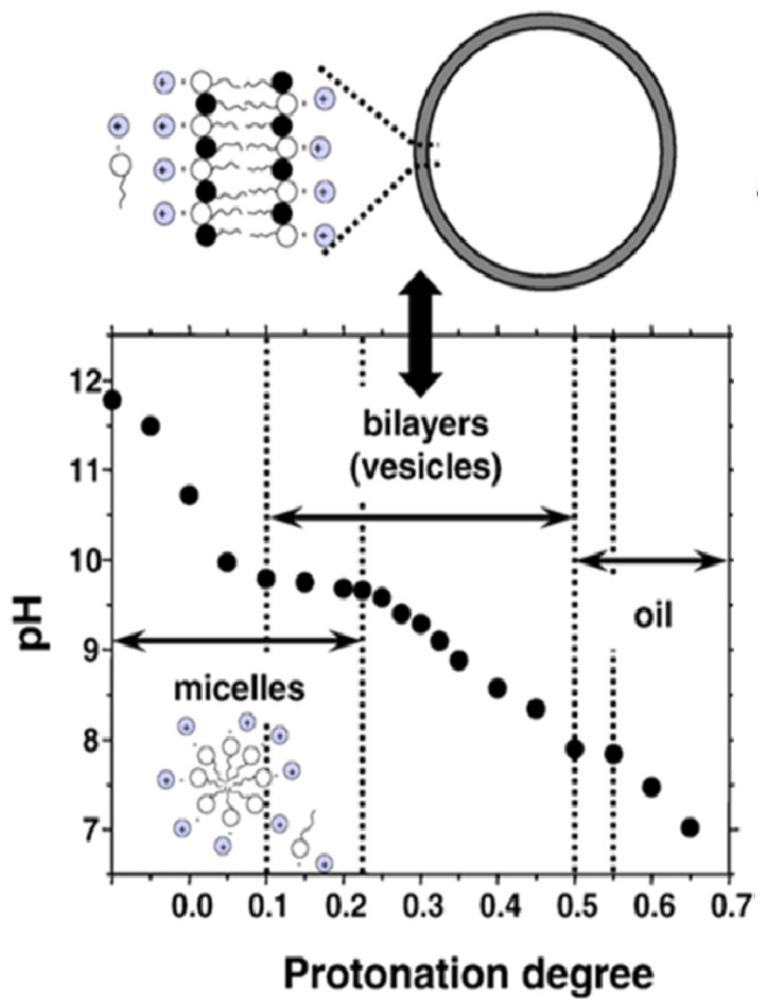 12
11
10
9
8
7
pH
bilayers
(vesicles)
oil
micelles
0.0 0.1 0.2 0.3 0.4 0.5 0.6 0.7
Protonation degree